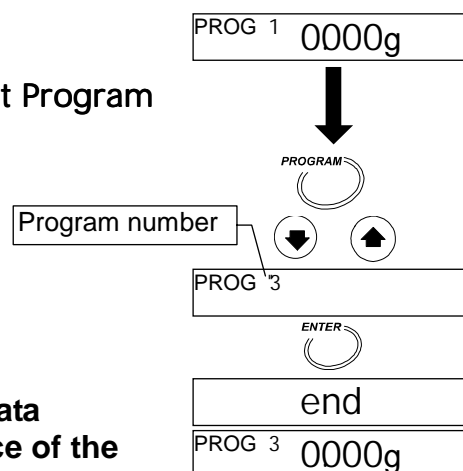 PROG 1 0000g
t Program
PROGRAM
Program number
PROG "3
ENTER
end
ata
PROG 3 0000g
ce of the